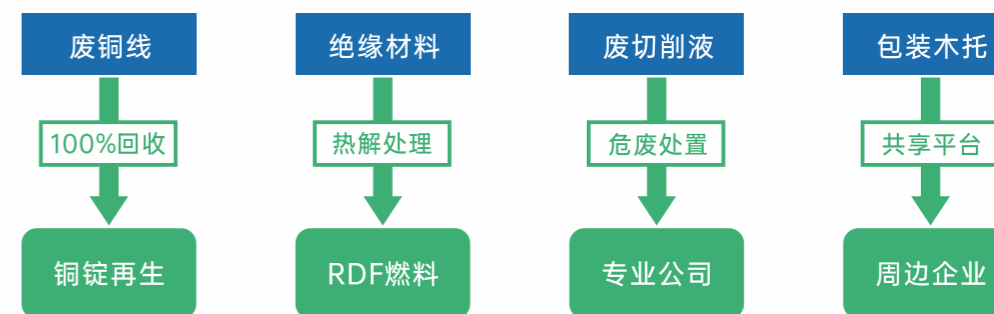 废铜线
绝缘材料
废切削液
包装木托
100%回收
热解处理
危废处置
共享平台
铜锭再生
RDF燃料
专业公司
周边企业